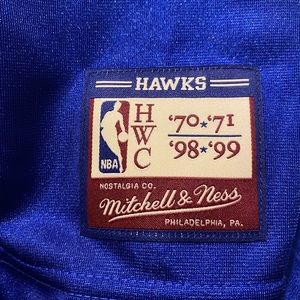 HAWKS
NBA
HWC
'70★'71
'98★'99
NOSTALGIA CO.
Mitchell & Ness
PHILADELPHIA, PA.